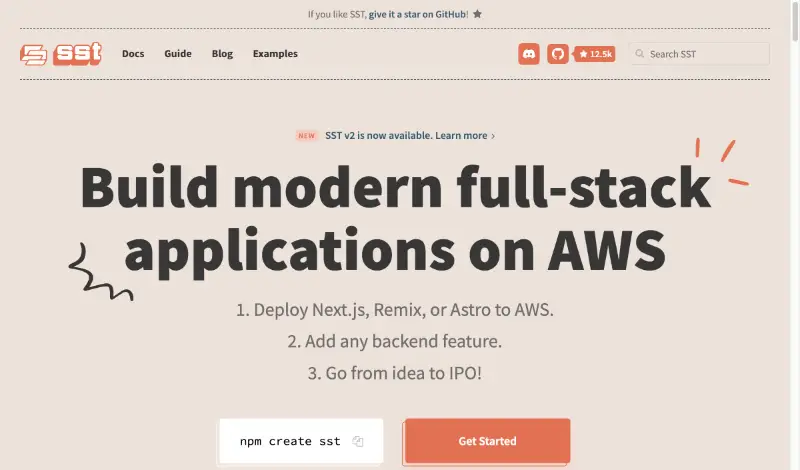 If you like SST, give it a star on GitHub! ★
sst Docs Guide Blog Examples ★ 12.5k Search SST
NEW SST v2 is now available. Learn more ›
Build modern full-stack
applications on AWS
1. Deploy Next.js, Remix, or Astro to AWS.
2. Add any backend feature.
3. Go from idea to IPO!
npm create sst Get Started